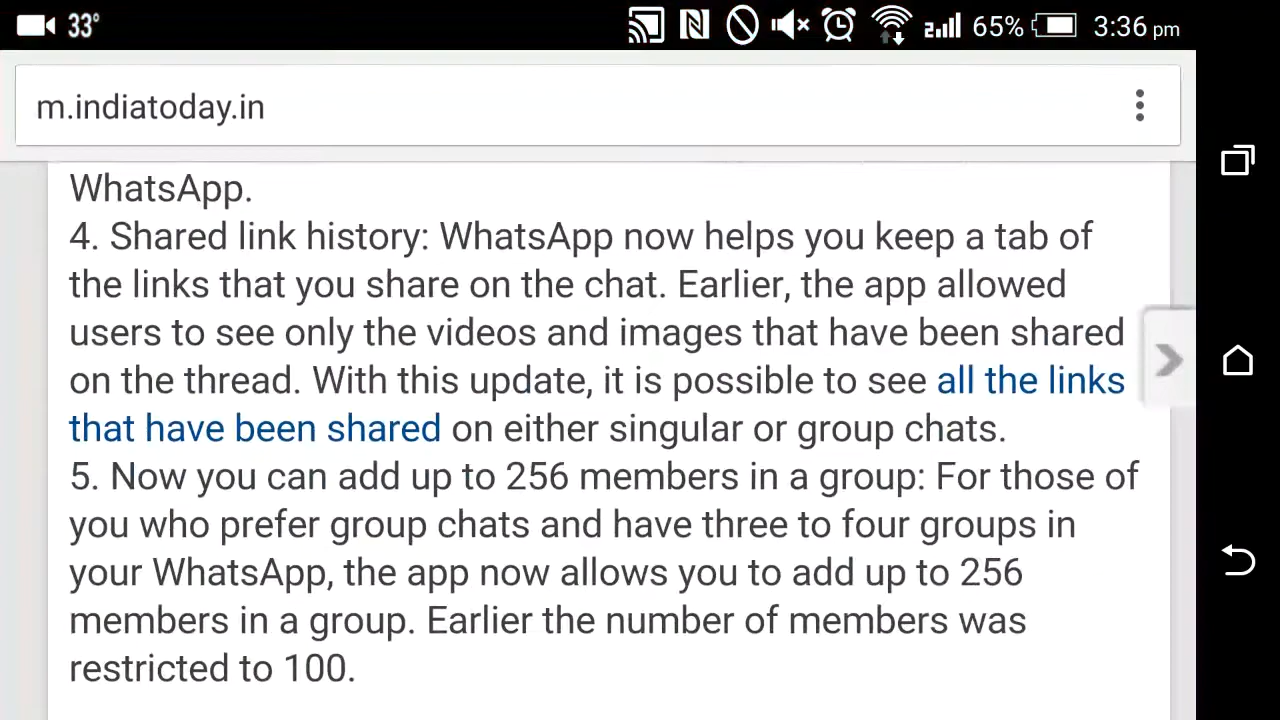 33° 65% 3:36 pm
m.indiatoday.in
WhatsApp.
4. Shared link history: WhatsApp now helps you keep a tab of
the links that you share on the chat. Earlier, the app allowed
users to see only the videos and images that have been shared
on the thread. With this update, it is possible to see all the links
that have been shared on either singular or group chats.
5. Now you can add up to 256 members in a group: For those of
you who prefer group chats and have three to four groups in
your WhatsApp, the app now allows you to add up to 256
members in a group. Earlier the number of members was
restricted to 100.